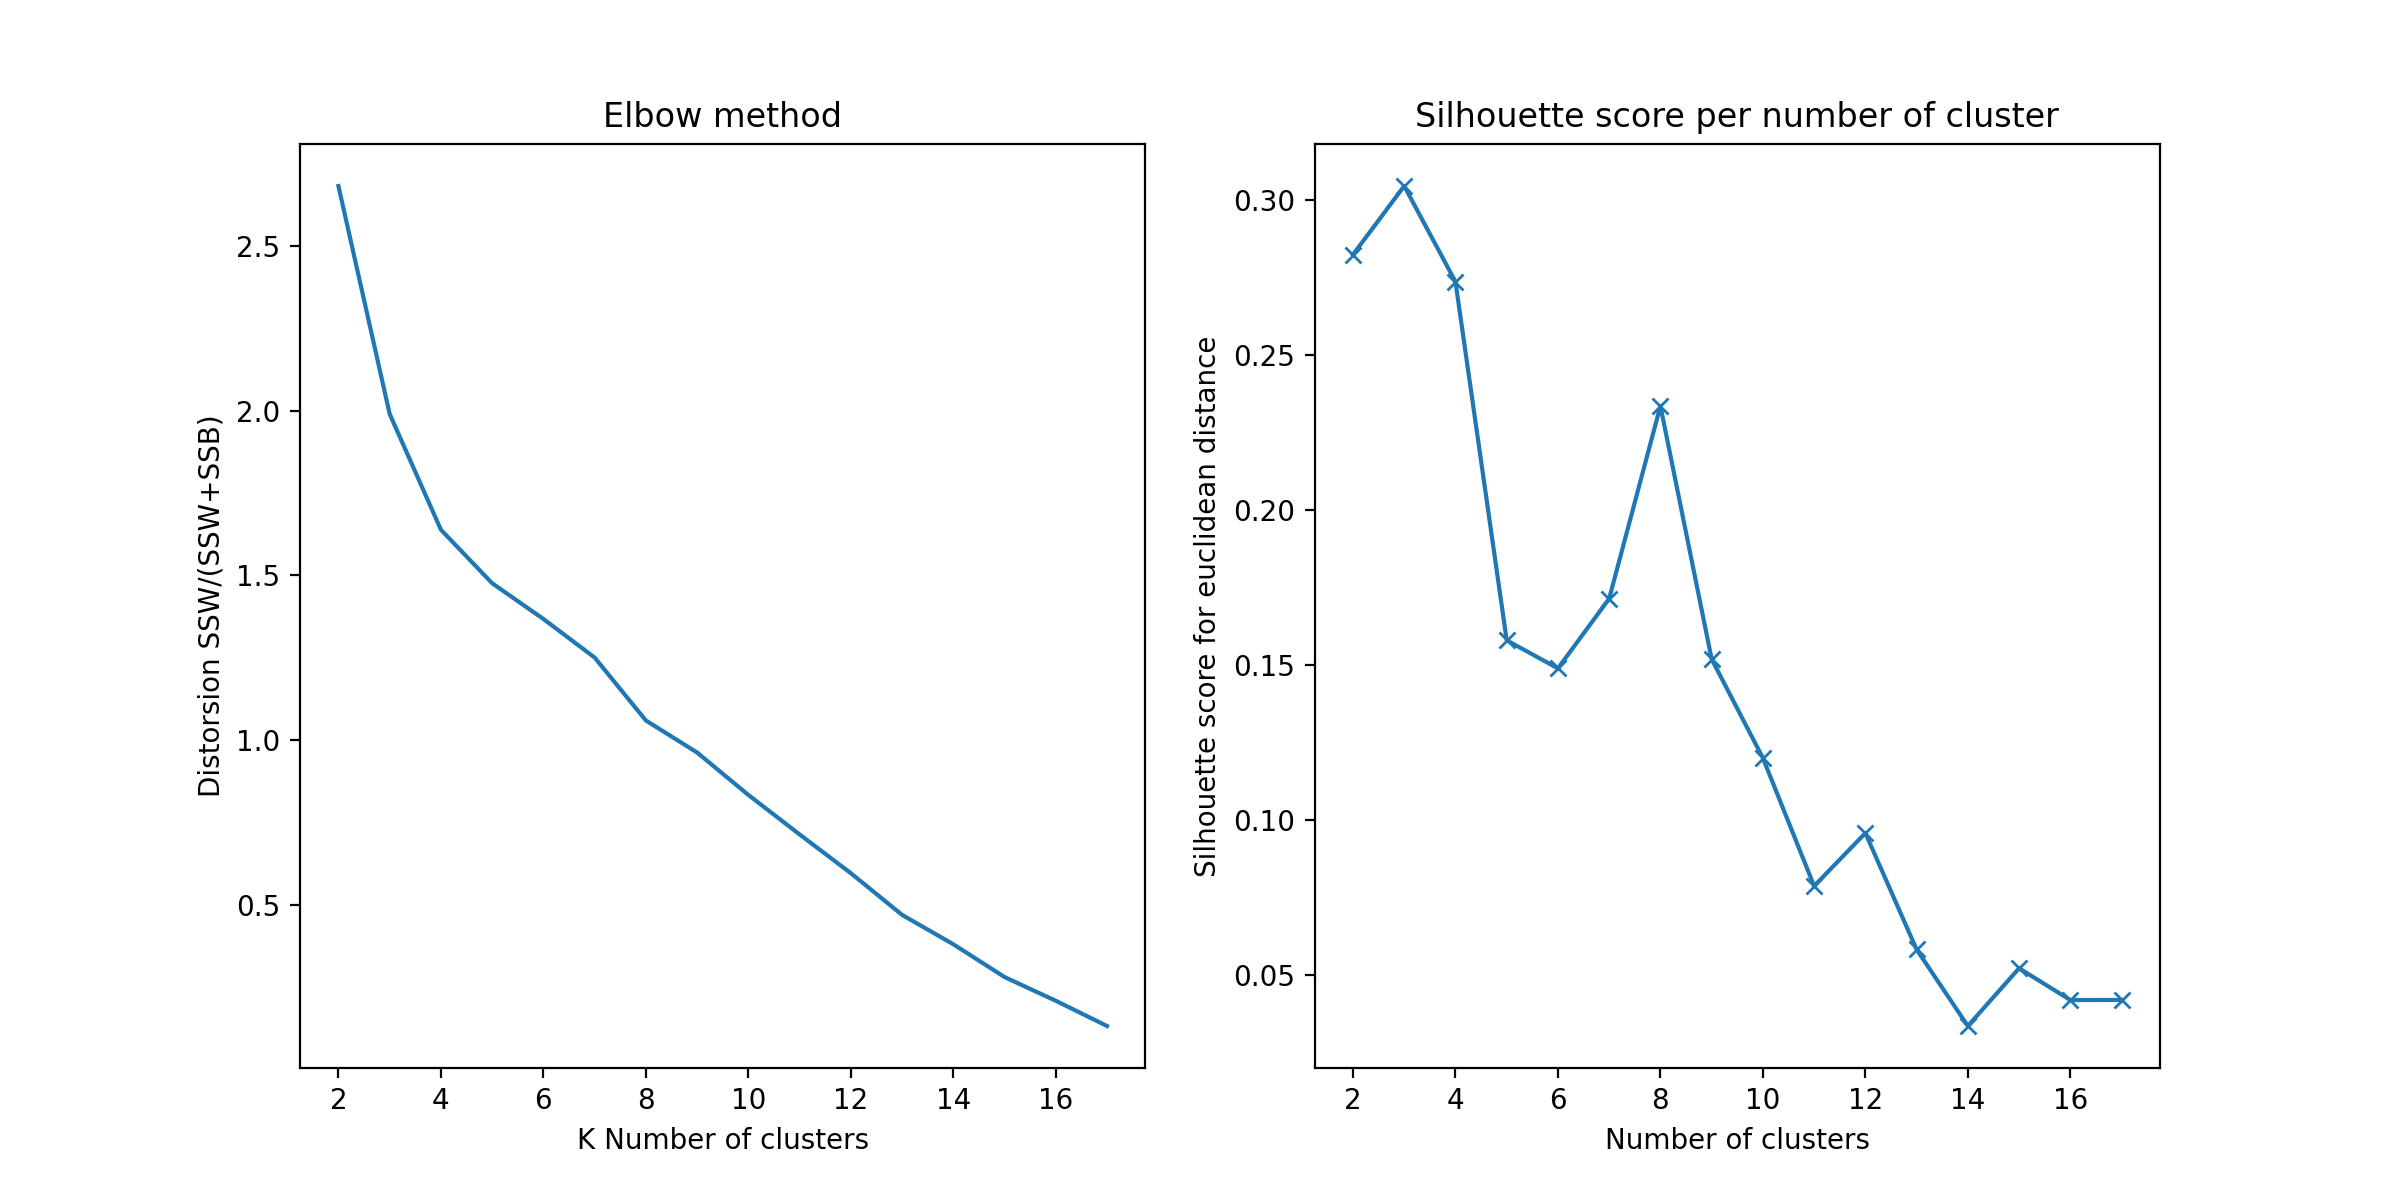 Elbow method
Distorsion SSW/(SSW+SSB)
2.5
2.0
1.5
1.0
0.5
2 4 6 8 10 12 14 16
K Number of clusters
Silhouette score per number of cluster
Silhouette score for euclidean distance
0.30
0.25
0.20
0.15
0.10
0.05
2 4 6 8 10 12 14 16
Number of clusters